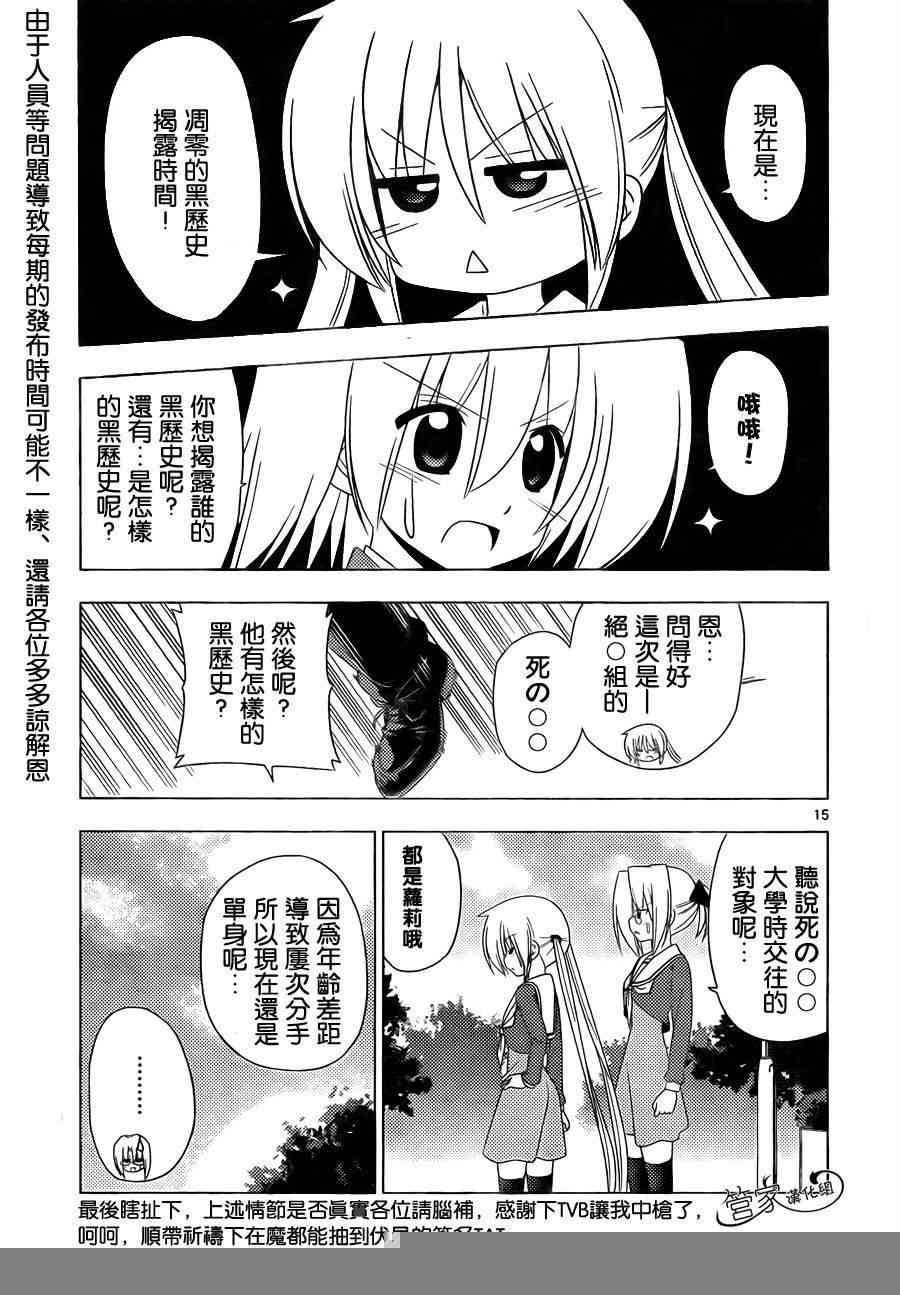 由于人員等問題導致每期的發布時間可能不一樣、還請各位多多諒解恩
現在是…
凋零的黑歷史
揭露時間！
哦哦！
你想揭露誰的
黑歷史呢？
還有…是怎樣
的黑歷史呢？
恩…
問得好
這次是—
絕○組的
死の○○
然後呢？
他有怎樣的
黑歷史？
15
聽說死の○○
大學時交往的
對象呢…
都是蘿莉哦
因為年齡差距
導致屢次分手
所以現在還是
單身呢…
………
管家漢化組
最後瞎扯下，上述情節是否眞實各位請腦補，感謝下TVB讓我中槍了，
呵呵，順帶祈禱下在魔都能抽到伏